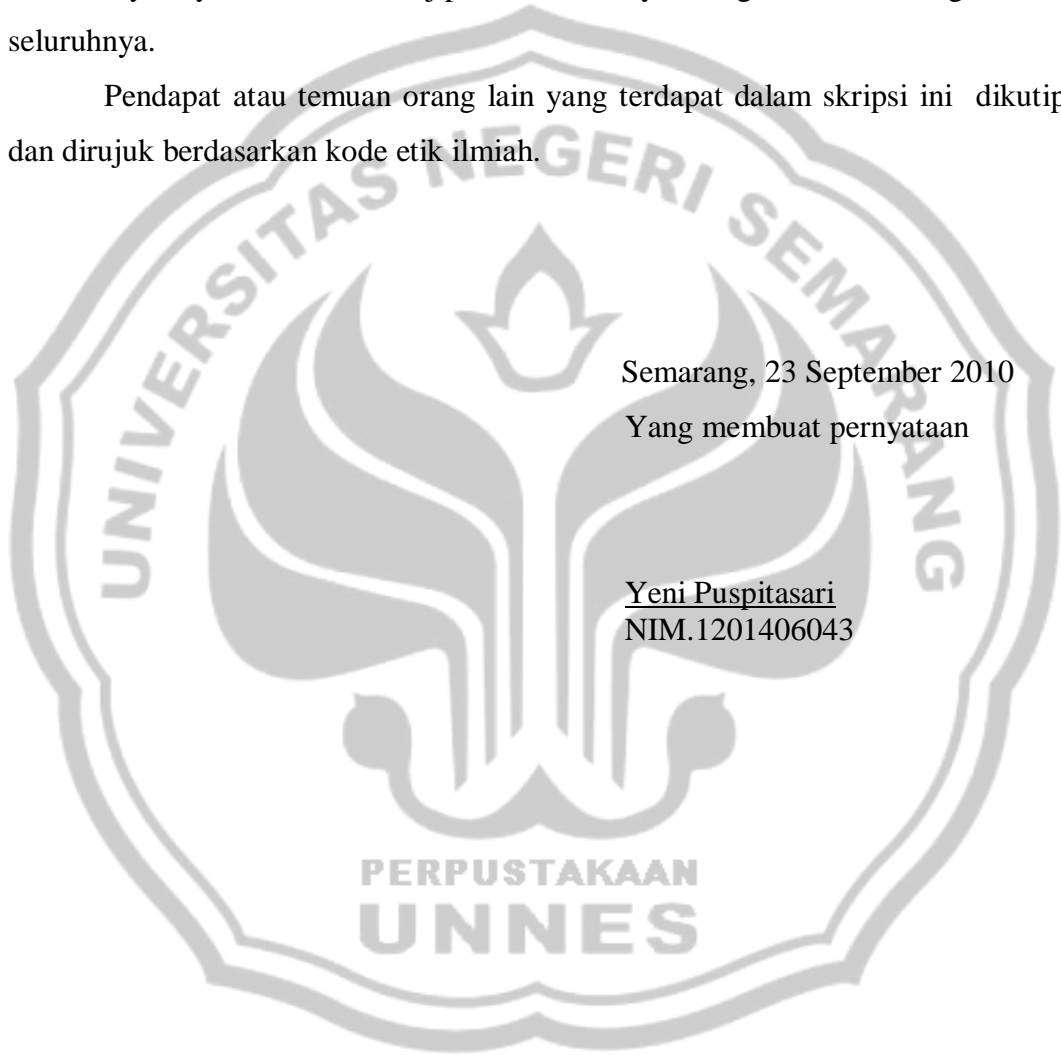 seluruhnya.
Pendapat atau temuan orang lain yang terdapat dalam skripsi ini dikutip
dan dirujuk berdasarkan kode etik ilmiah.
UNIVERSITAS NEGERI SEMARANG
Semarang, 23 September 2010
Yang membuat pernyataan
Yeni Puspitasari
NIM.1201406043
PERPUSTAKAAN
UNNES